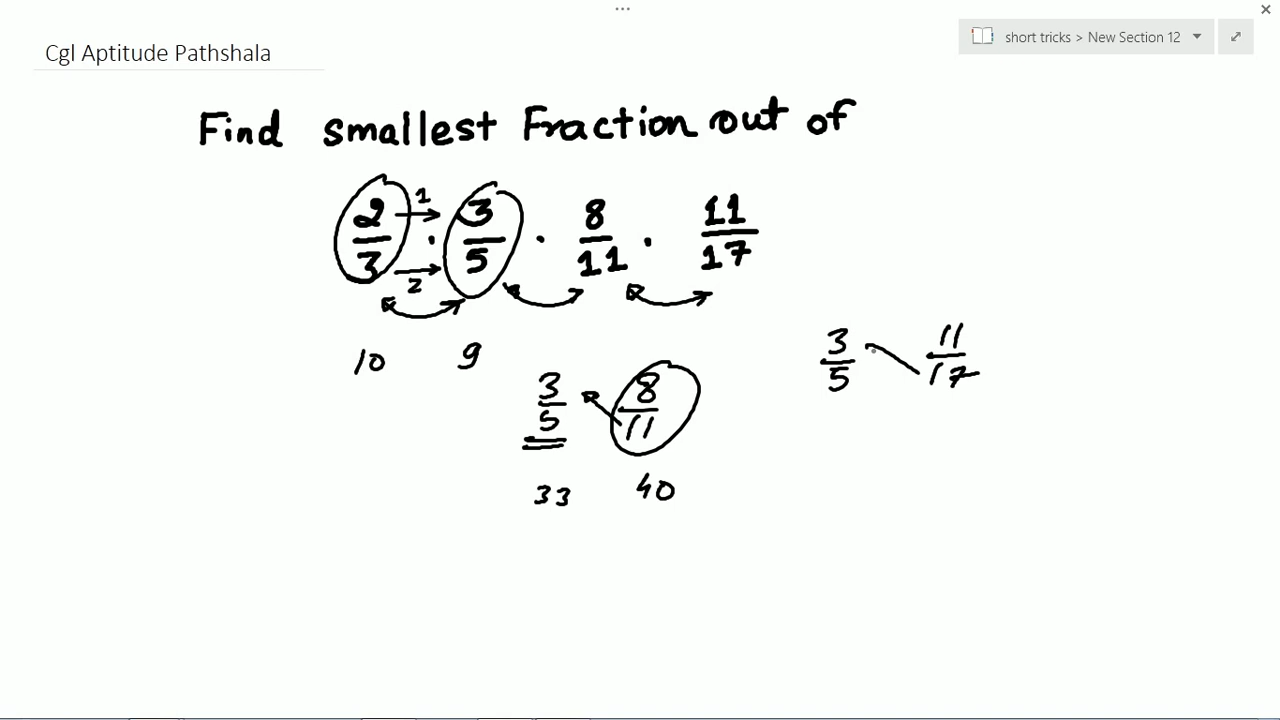 short tricks > New Section 12
Cgl Aptitude Pathshala
Find smallest Fraction out of
2/3 . 3/5 . 8/11 . 11/17
1
2
10 9
3/5 11/17
3/5 8/11
33 40